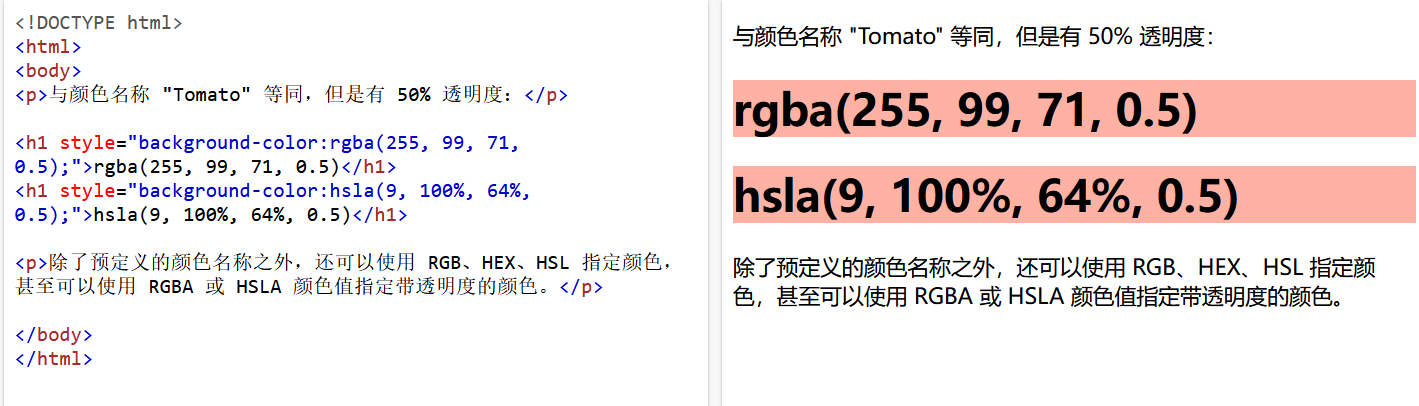 <!DOCTYPE html>
<html>
<body>
<p>与颜色名称 "Tomato" 等同，但是有 50% 透明度：</p>
<h1 style="background-color:rgba(255, 99, 71,
0.5);">rgba(255, 99, 71, 0.5)</h1>
<h1 style="background-color:hsla(9, 100%, 64%,
0.5);">hsla(9, 100%, 64%, 0.5)</h1>
<p>除了预定义的颜色名称之外，还可以使用 RGB、HEX、HSL 指定颜色，
甚至可以使用 RGBA 或 HSLA 颜色值指定带透明度的颜色。</p>
</body>
</html>
与颜色名称 "Tomato" 等同，但是有 50% 透明度：
rgba(255, 99, 71, 0.5)
hsla(9, 100%, 64%, 0.5)
除了预定义的颜色名称之外，还可以使用 RGB、HEX、HSL 指定颜
色，甚至可以使用 RGBA 或 HSLA 颜色值指定带透明度的颜色。